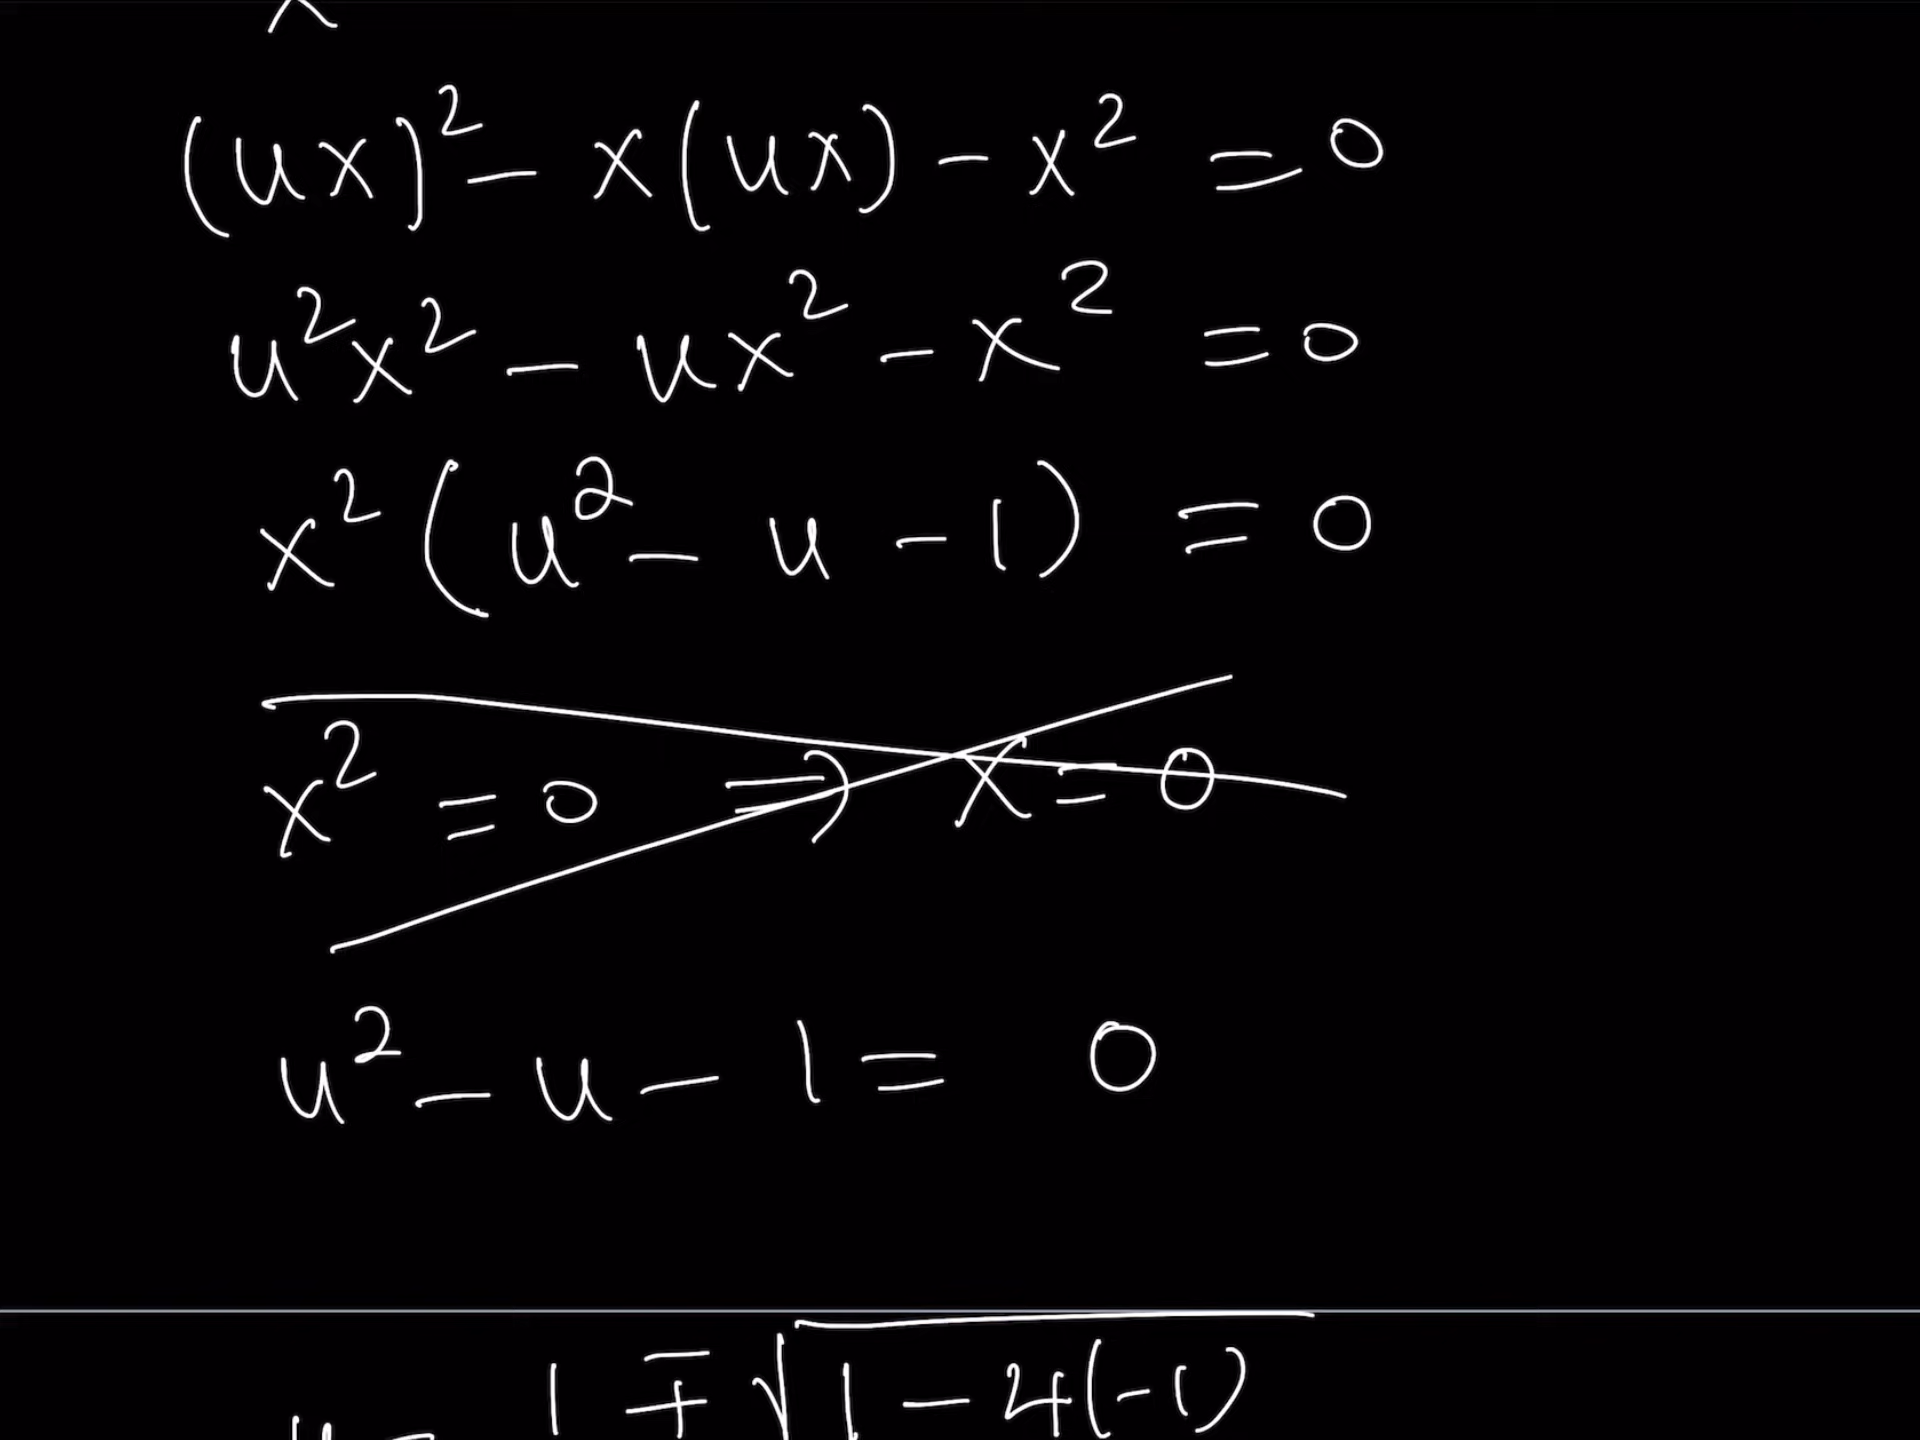 x
(ux)² − x(ux) − x² = 0
u²x² − ux² − x² = 0
x²(u² − u − 1) = 0
x² = 0 ⇒ x = 0
u² − u − 1 = 0
u = 1 ∓ √1 − 4(−1)